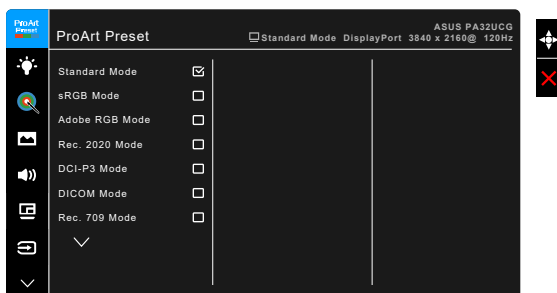 ProArt
Preset
ProArt Preset
ASUS PA32UCG
Standard Mode DisplayPort 3840 x 2160@ 120Hz
Standard Mode
sRGB Mode
Adobe RGB Mode
Rec. 2020 Mode
DCI-P3 Mode
DICOM Mode
Rec. 709 Mode